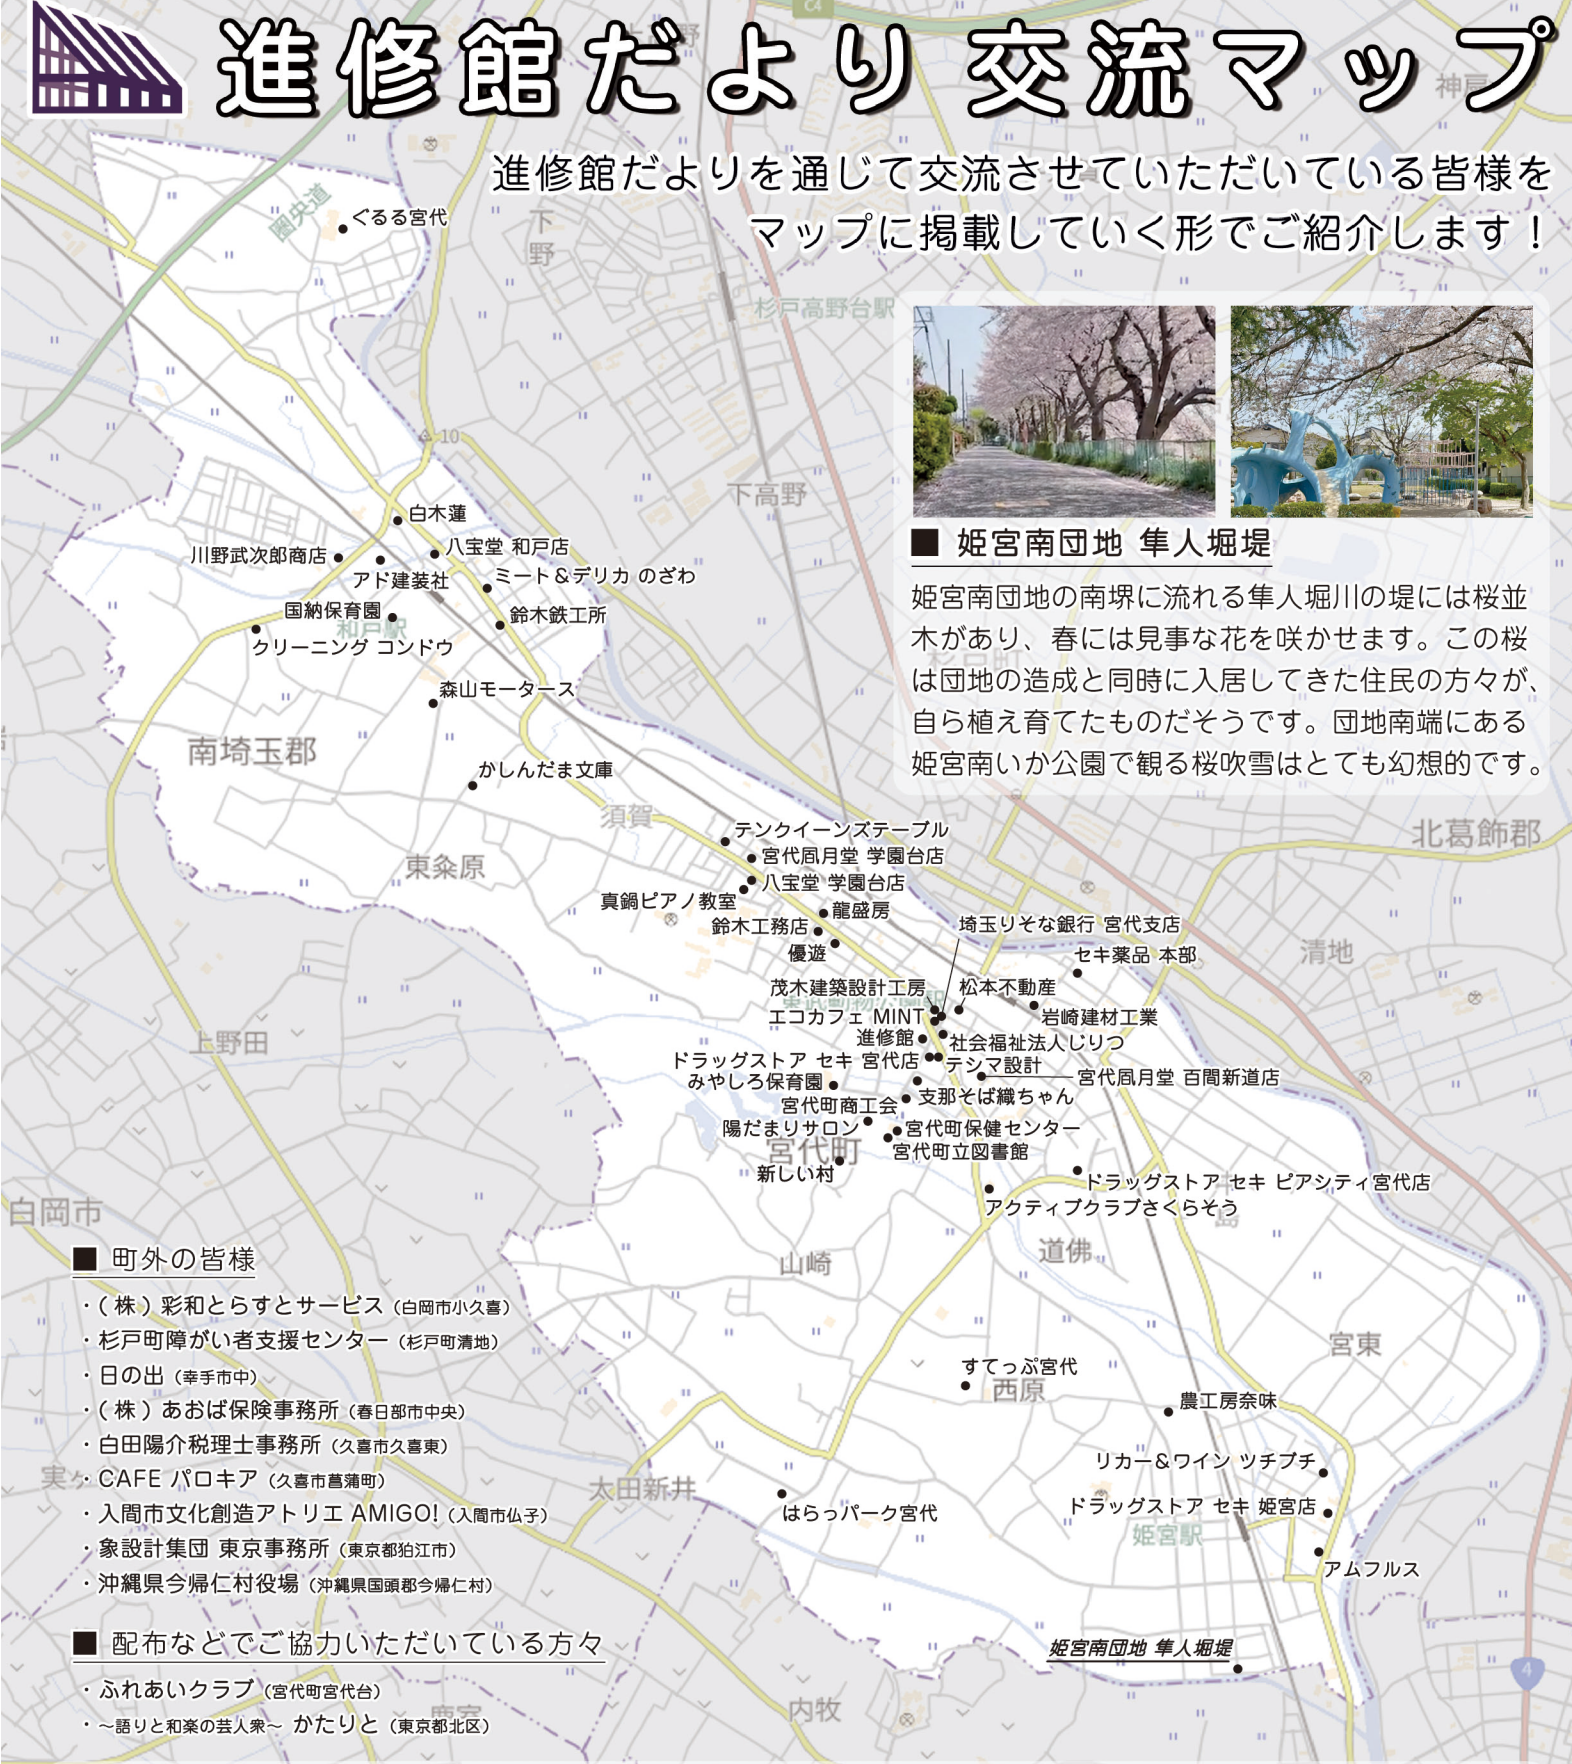 進修館だより 交流マップ
進修館だよりを通じて交流させていただいている皆様を
マップに掲載していく形でご紹介します！
C4
神戸
圏央道
ぐるる宮代
下野
杉戸高野台駅
10
下高野
白木蓮
川野武次郎商店
八宝堂 和戸店
アド建装社
ミート＆デリカ のざわ
国納保育園
鈴木鉄工所
和戸駅
クリーニング コンドウ
森山モータース
南埼玉郡
かしんだま文庫
須賀
東粂原
■ 姫宮南団地 隼人堀堤
姫宮南団地の南堺に流れる隼人堀川の堤には桜並
木があり、春には見事な花を咲かせます。この桜
は団地の造成と同時に入居してきた住民の方々が、
自ら植え育てたものだそうです。団地南端にある
姫宮南いか公園で観る桜吹雪はとても幻想的です。
杉戸町
北葛飾郡
テンクイーンズテーブル
宮代凮月堂 学園台店
八宝堂 学園台店
真鍋ピアノ教室
龍盛房
鈴木工務店
優遊
埼玉りそな銀行 宮代支店
セキ薬品 本部
清地
茂木建築設計工房
松本不動産
東武動物公園駅
エコカフェ MINT
岩崎建材工業
進修館
社会福祉法人じりつ
ドラッグストア セキ 宮代店
テシマ設計
みやしろ保育園
宮代凮月堂 百間新道店
宮代町商工会
支那そば織ちゃん
陽だまりサロン
宮代町保健センター
宮代町
宮代町立図書館
新しい村
ドラッグストア セキ ピアシティ宮代店
アクティブクラブさくらそう
上野田
白岡市
山崎
道佛
宮東
すてっぷ宮代
西原
農工房奈味
リカー＆ワイン ツチブチ
太田新井
はらっパーク宮代
ドラッグストア セキ 姫宮店
姫宮駅
アムフルス
姫宮南団地 隼人堀堤
内牧
4
■ 町外の皆様
・( 株 ) 彩和とらすとサービス（白岡市小久喜）
・杉戸町障がい者支援センター（杉戸町清地）
・日の出（幸手市中）
・( 株 ) あおば保険事務所（春日部市中央）
・白田陽介税理士事務所（久喜市久喜東）
・CAFE パロキア（久喜市菖蒲町）
・入間市文化創造アトリエ AMIGO!（入間市仏子）
・象設計集団 東京事務所（東京都狛江市）
・沖縄県今帰仁村役場（沖縄県国頭郡今帰仁村）
■ 配布などでご協力いただいている方々
・ふれあいクラブ（宮代町宮代台）
・～語りと和楽の芸人衆～ かたりと（東京都北区）